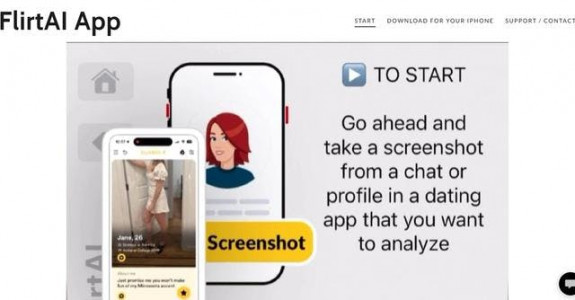 FlirtAI App
START
DOWNLOAD FOR YOUR IPHONE
SUPPORT / CONTACT
▶ TO START
Go ahead and
take a screenshot
from a chat or
profile in a dating
app that you want
to analyze
Screenshot
Jane, 26
About me
Just promise me you won't make
fun of my Minnesota accent
rtAI